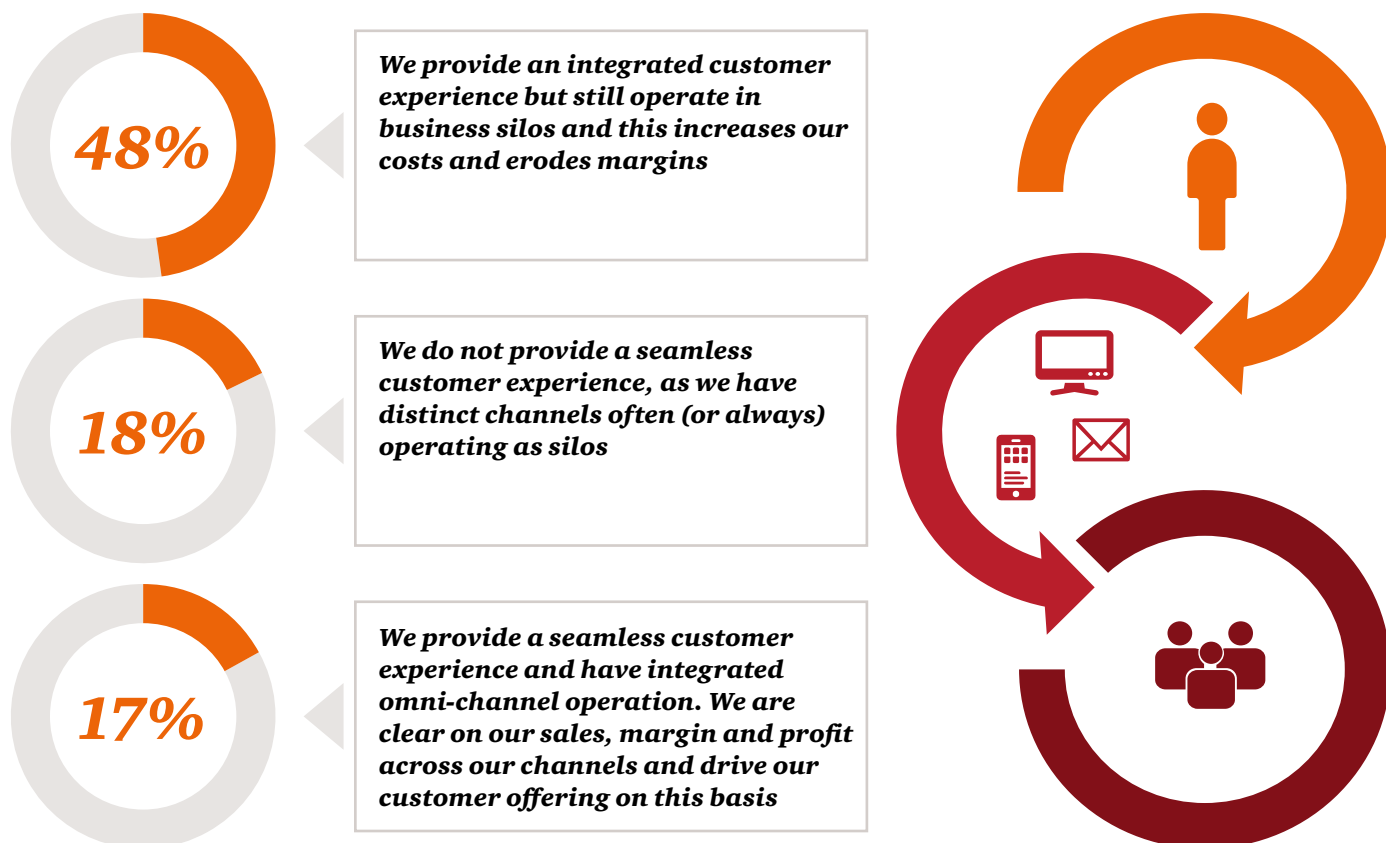 48%
We provide an integrated customer
experience but still operate in
business silos and this increases our
costs and erodes margins
18%
We do not provide a seamless
customer experience, as we have
distinct channels often (or always)
operating as silos
17%
We provide a seamless customer
experience and have integrated
omni-channel operation. We are
clear on our sales, margin and profit
across our channels and drive our
customer offering on this basis